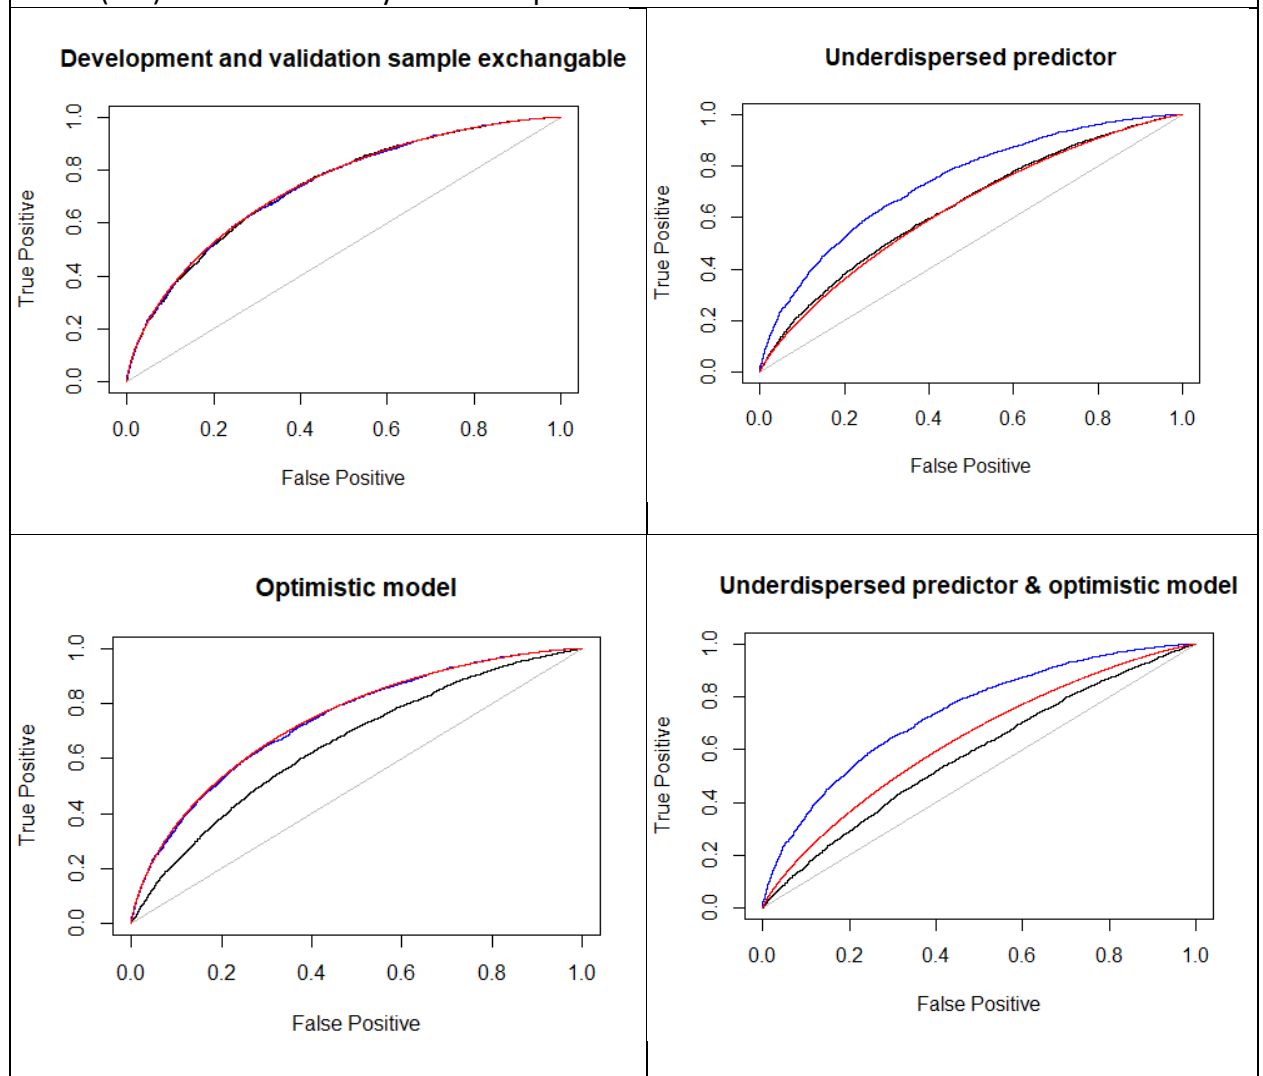 Development and validation sample exchangable
1.0
0.8
0.6
0.4
0.2
0.0
True Positive
0.0 0.2 0.4 0.6 0.8 1.0
False Positive
Underdispersed predictor
1.0
0.8
0.6
0.4
0.2
0.0
True Positive
0.0 0.2 0.4 0.6 0.8 1.0
False Positive
Optimistic model
1.0
0.8
0.6
0.4
0.2
0.0
True Positive
0.0 0.2 0.4 0.6 0.8 1.0
False Positive
Underdispersed predictor & optimistic model
1.0
0.8
0.6
0.4
0.2
0.0
True Positive
0.0 0.2 0.4 0.6 0.8 1.0
False Positive